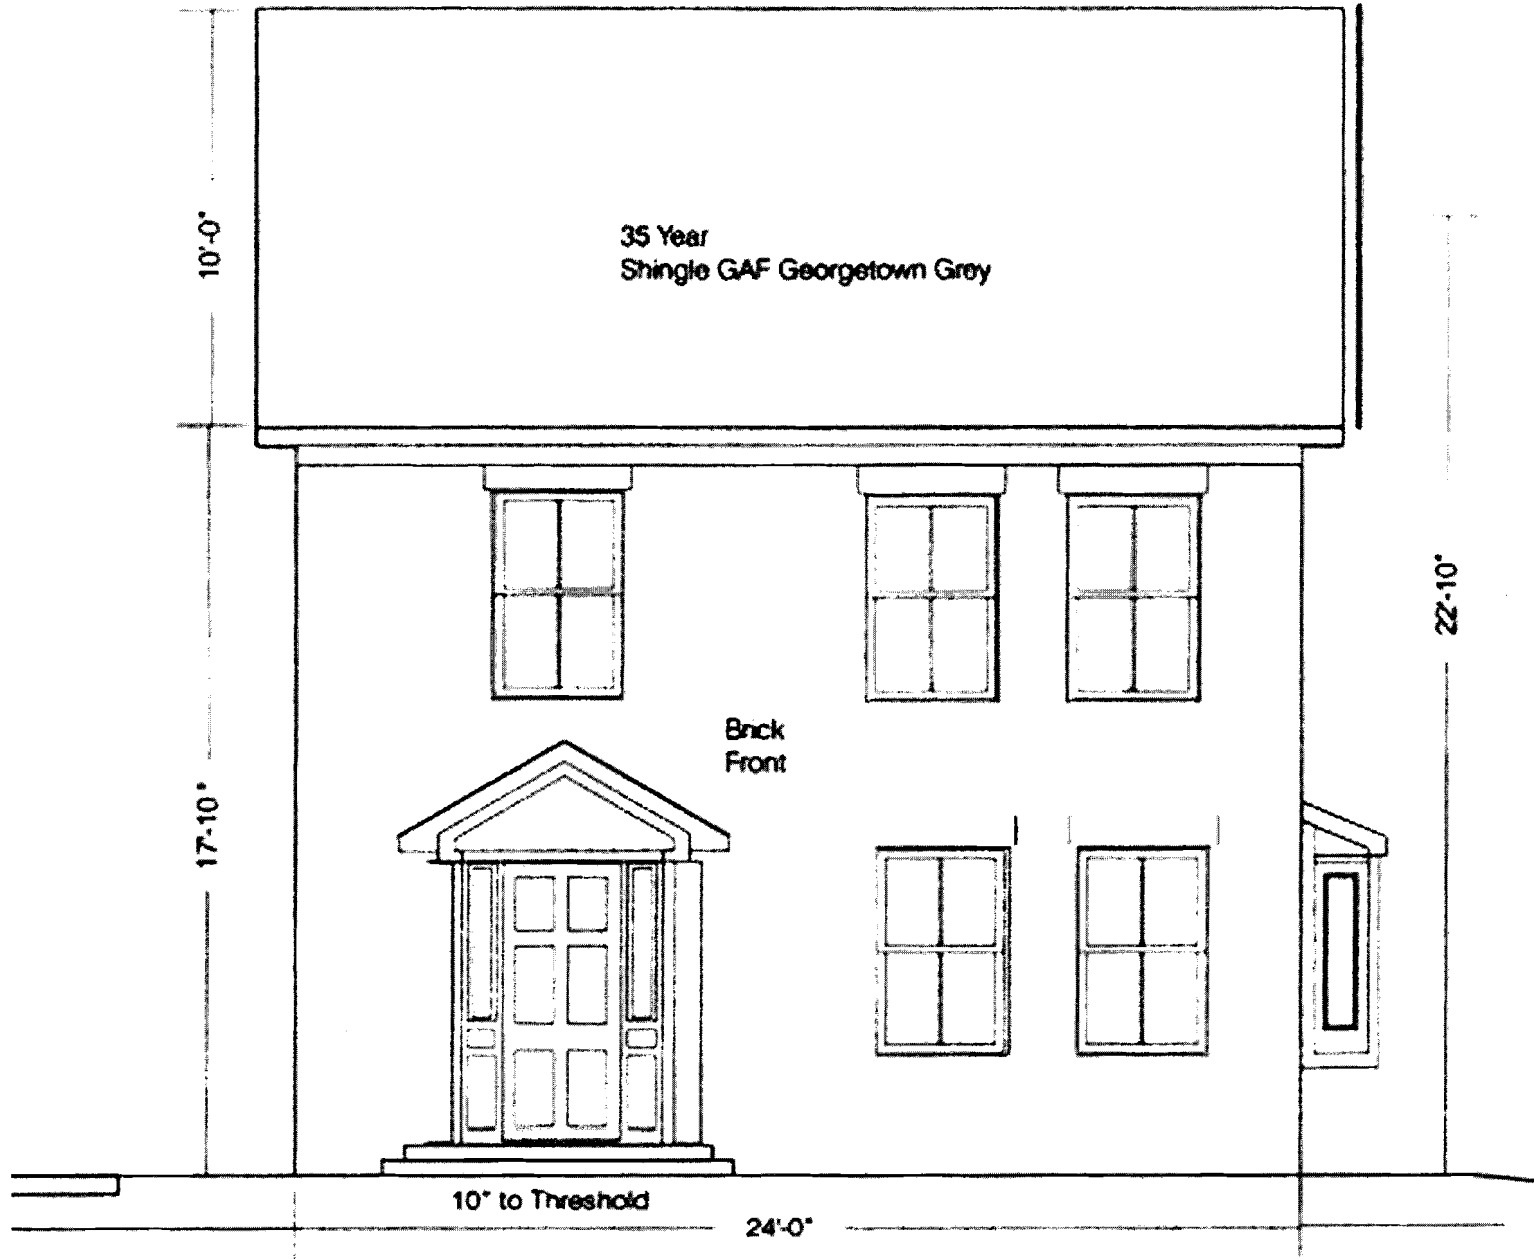 10'-0"
35 Year
Shingle GAF Georgetown Grey
22'-10"
Brick
Front
17'-10"
10" to Threshold
24'-0"